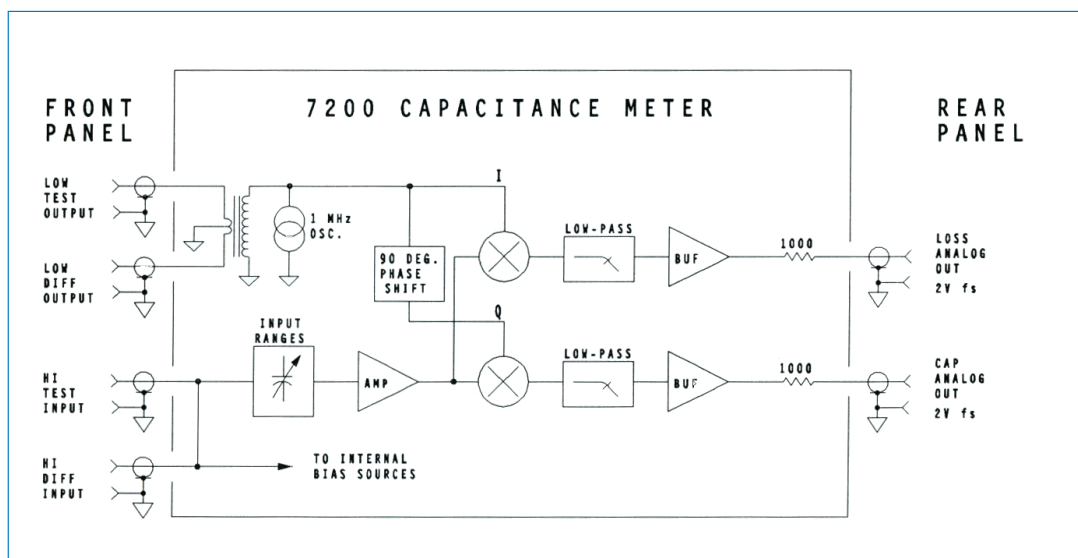 7200 CAPACITANCE METER
FRONT
PANEL
REAR
PANEL
LOW
TEST
OUTPUT
LOW
DIFF
OUTPUT
HI
TEST
INPUT
HI
DIFF
INPUT
1 MHz
OSC.
I
90 DEG.
PHASE
SHIFT
Q
INPUT
RANGES
AMP
LOW-PASS
BUF
1000
LOW-PASS
BUF
1000
TO INTERNAL
BIAS SOURCES
LOSS
ANALOG
OUT
2V fs
CAP
ANALOG
OUT
2V fs